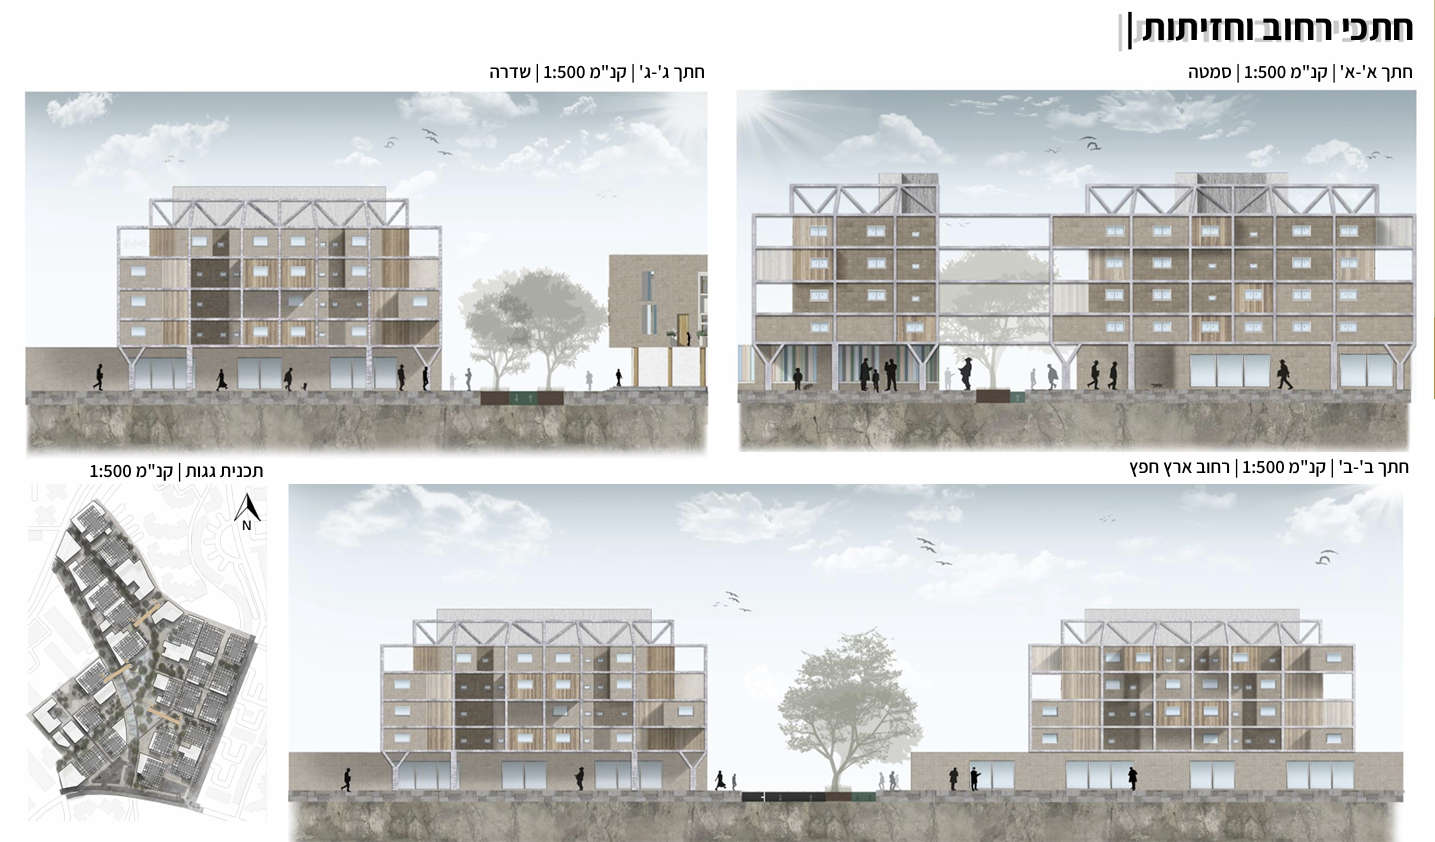 חתכי רחוב וחזיתות|
חתך א'-א' | קנ"מ 1:500 | סמטה
חתך ג'-ג' | קנ"מ 1:500 | שדרה
חתך ב'-ב' | קנ"מ 1:500 | רחוב ארץ חפץ
תכנית גגות | קנ"מ 1:500
N